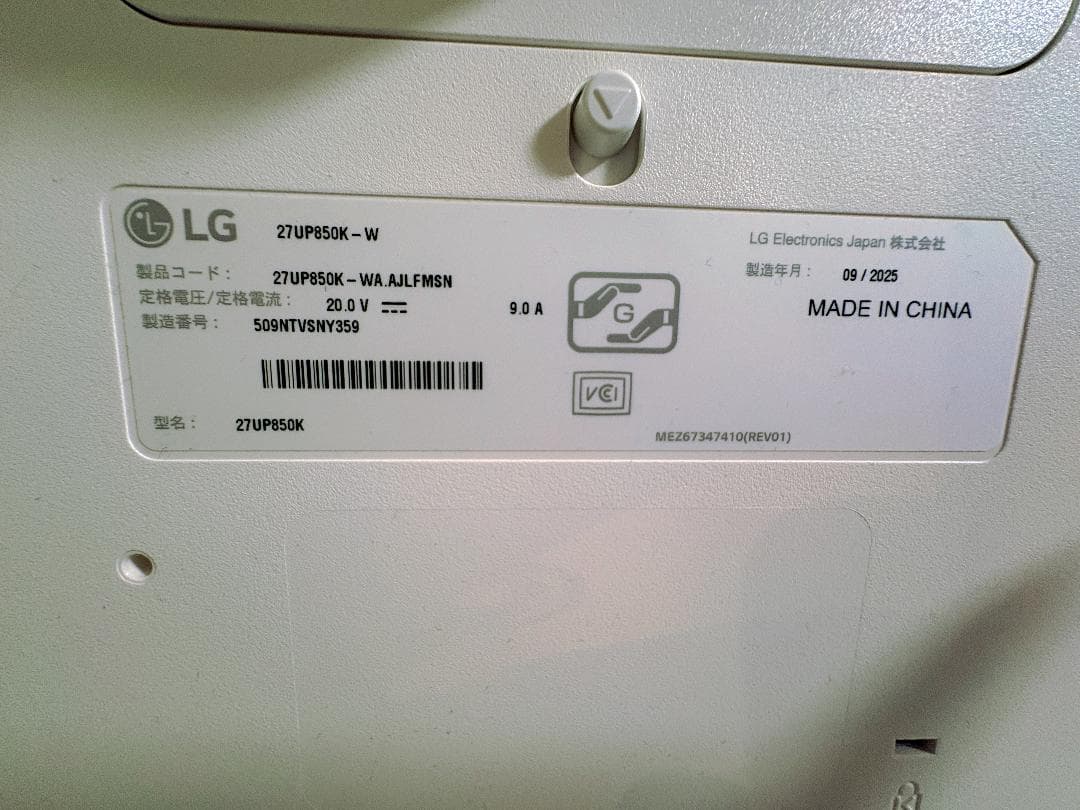 LG 27UP850K-W
製品コード： 27UP850K-WA.AJLFMSN
定格電圧/定格電流： 20.0 V 9.0 A
製造番号： 509NTVSNY359
型名： 27UP850K
G
VCCI
LG Electronics Japan 株式会社
製造年月： 09 / 2025
MADE IN CHINA
MEZ67347410(REV01)